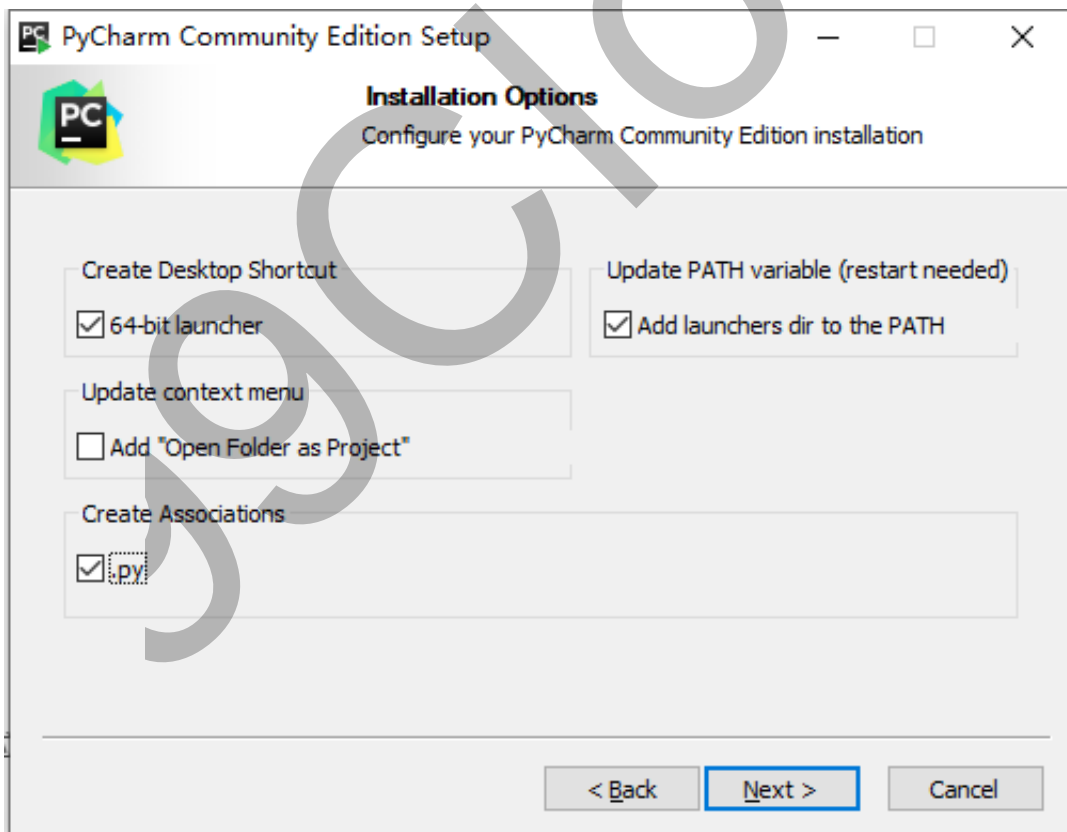 PyCharm Community Edition Setup
PC
Installation Options
Configure your PyCharm Community Edition installation
Create Desktop Shortcut
64-bit launcher
Update PATH variable (restart needed)
Add launchers dir to the PATH
Update context menu
Add "Open Folder as Project"
Create Associations
.py
< Back
Next >
Cancel